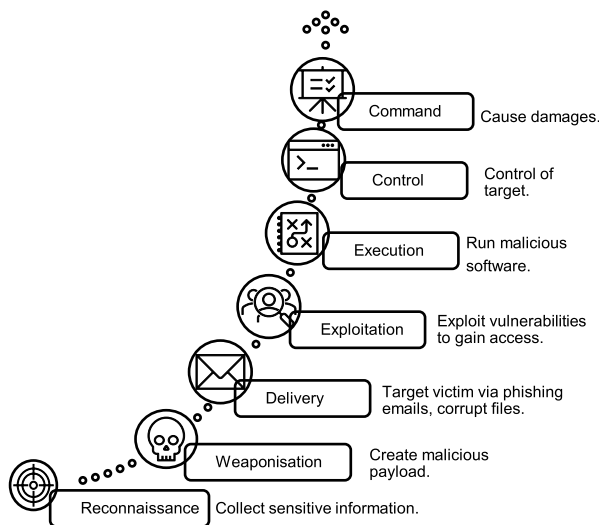 Command
Cause damages.
Control
Control of
target.
Execution
Run malicious
software.
Exploitation
Exploit vulnerabilities
to gain access.
Delivery
Target victim via phishing
emails, corrupt files.
Weaponisation
Create malicious
payload.
Reconnaissance
Collect sensitive information.